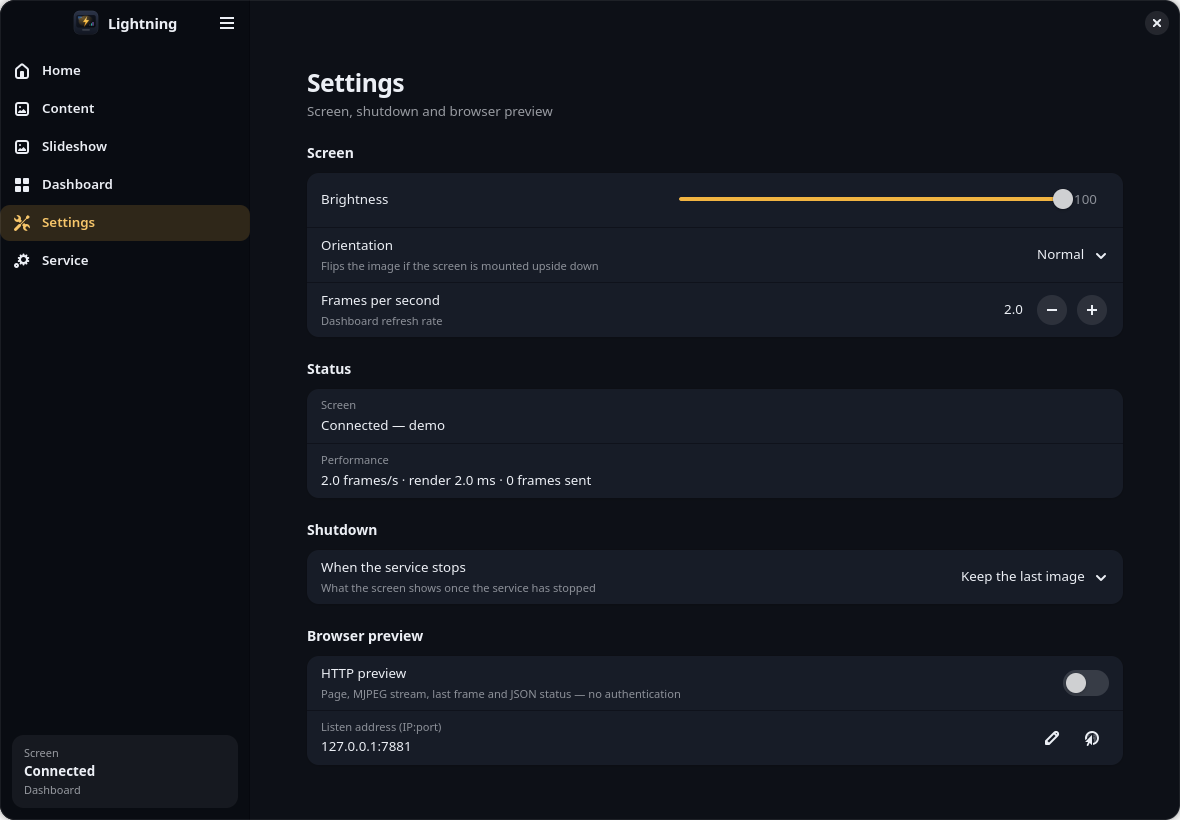 Lightning
Home
Content
Slideshow
Dashboard
Settings
Service
Screen
Connected
Dashboard
Settings
Screen, shutdown and browser preview
Screen
Brightness
100
Orientation
Flips the image if the screen is mounted upside down
Normal
Frames per second
Dashboard refresh rate
2.0
Status
Screen
Connected — demo
Performance
2.0 frames/s · render 2.0 ms · 0 frames sent
Shutdown
When the service stops
What the screen shows once the service has stopped
Keep the last image
Browser preview
HTTP preview
Page, MJPEG stream, last frame and JSON status — no authentication
Listen address (IP:port)
127.0.0.1:7881